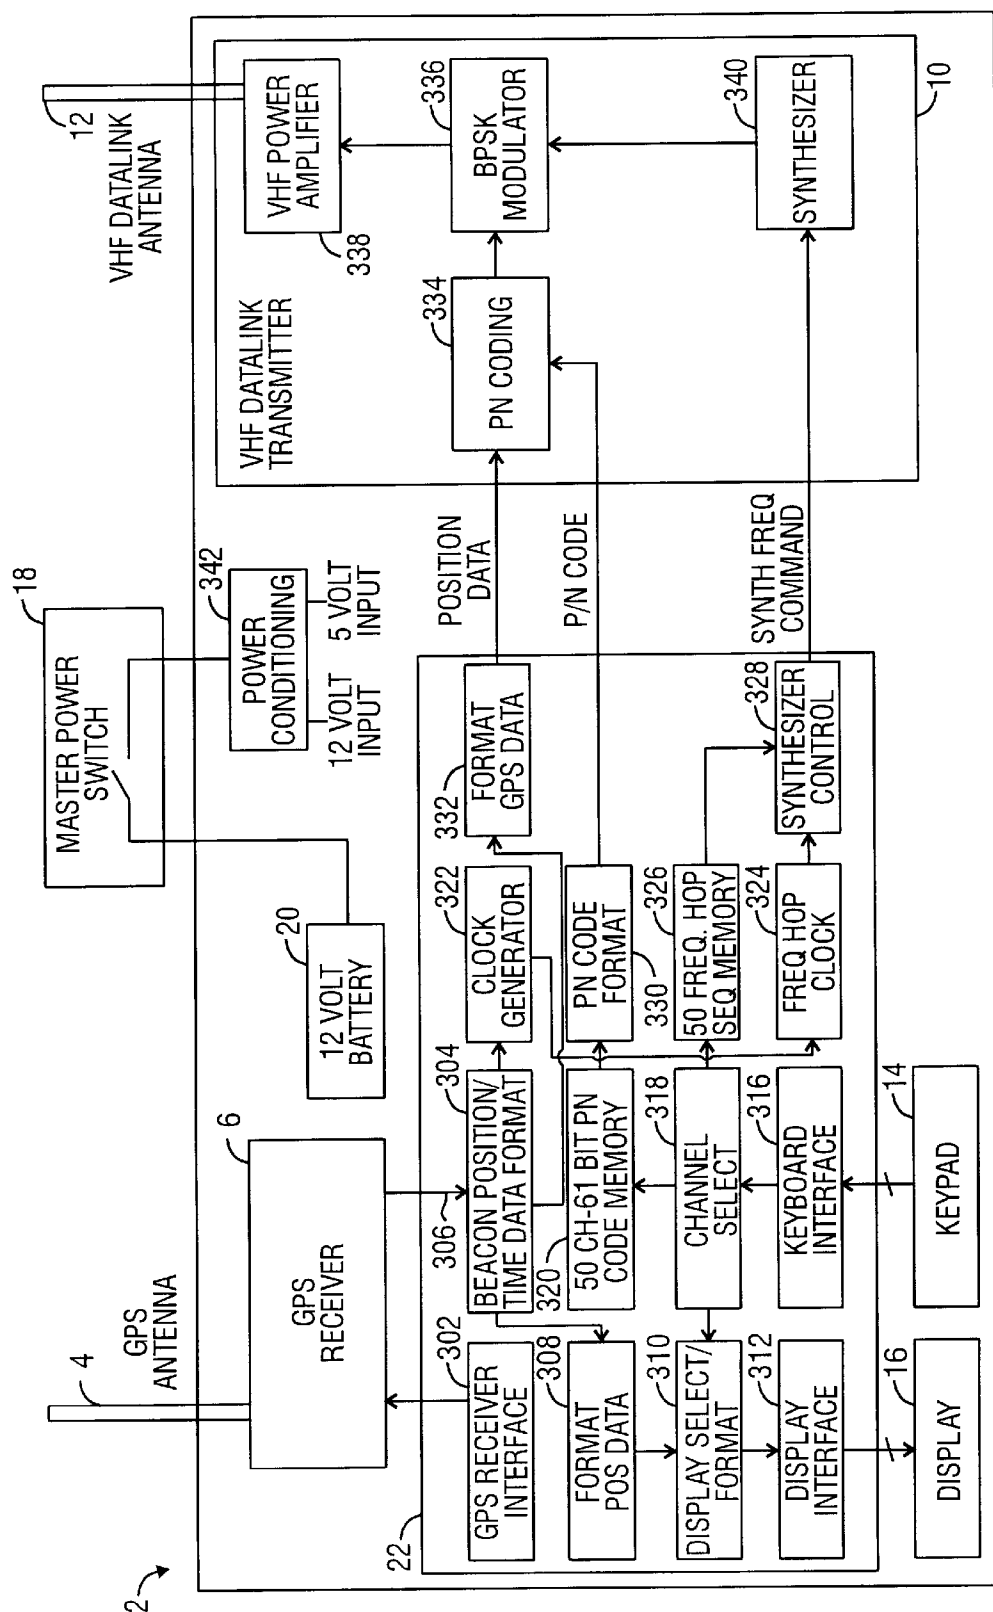 2
4
GPS
ANTENNA
GPS
RECEIVER
6
12 VOLT
BATTERY
20
MASTER POWER
SWITCH
18
POWER
CONDITIONING
342
12 VOLT
INPUT
5 VOLT
INPUT
VHF DATALINK
ANTENNA
12
VHF DATALINK
TRANSMITTER
VHF POWER
AMPLIFIER
338
22
GPS RECEIVER
INTERFACE
302
306
BEACON POSITION/
TIME DATA FORMAT
304
CLOCK
GENERATOR
322
FORMAT
GPS DATA
332
POSITION
DATA
PN CODING
334
BPSK
MODULATOR
336
FORMAT
POS DATA
308
50 CH-61 BIT PN
CODE MEMORY
320
PN CODE
FORMAT
330
P/N CODE
DISPLAY SELECT/
FORMAT
310
CHANNEL
SELECT
318
50 FREQ. HOP
SEQ MEMORY
326
DISPLAY
INTERFACE
312
KEYBOARD
INTERFACE
316
FREQ HOP
CLOCK
324
SYNTHESIZER
CONTROL
328
SYNTH FREQ
COMMAND
SYNTHESIZER
340
10
DISPLAY
16
KEYPAD
14